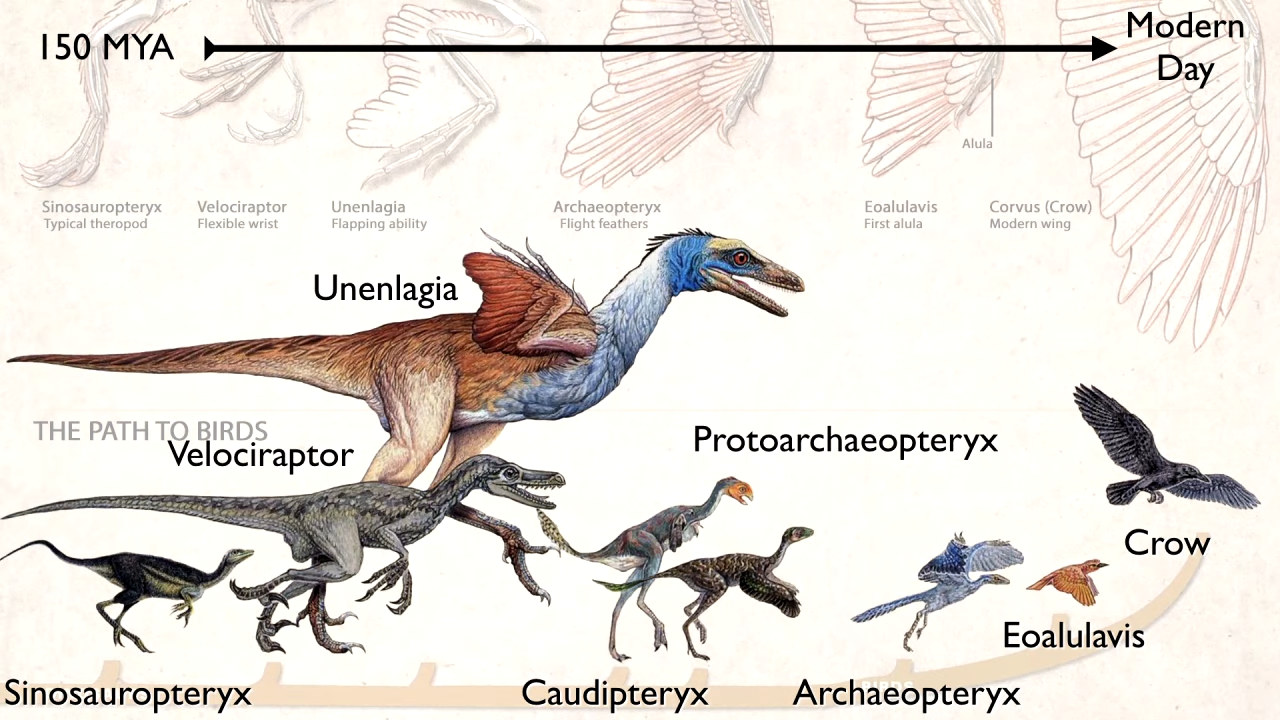 150 MYA
Modern
Day
Alula
Sinosauropteryx
Typical theropod
Velociraptor
Flexible wrist
Unenlagia
Flapping ability
Archaeopteryx
Flight feathers
Eoalulavis
First alula
Corvus (Crow)
Modern wing
Unenlagia
THE PATH TO BIRDS
Velociraptor
Protoarchaeopteryx
Crow
Eoalulavis
Sinosauropteryx
Caudipteryx
BIRDS
Archaeopteryx